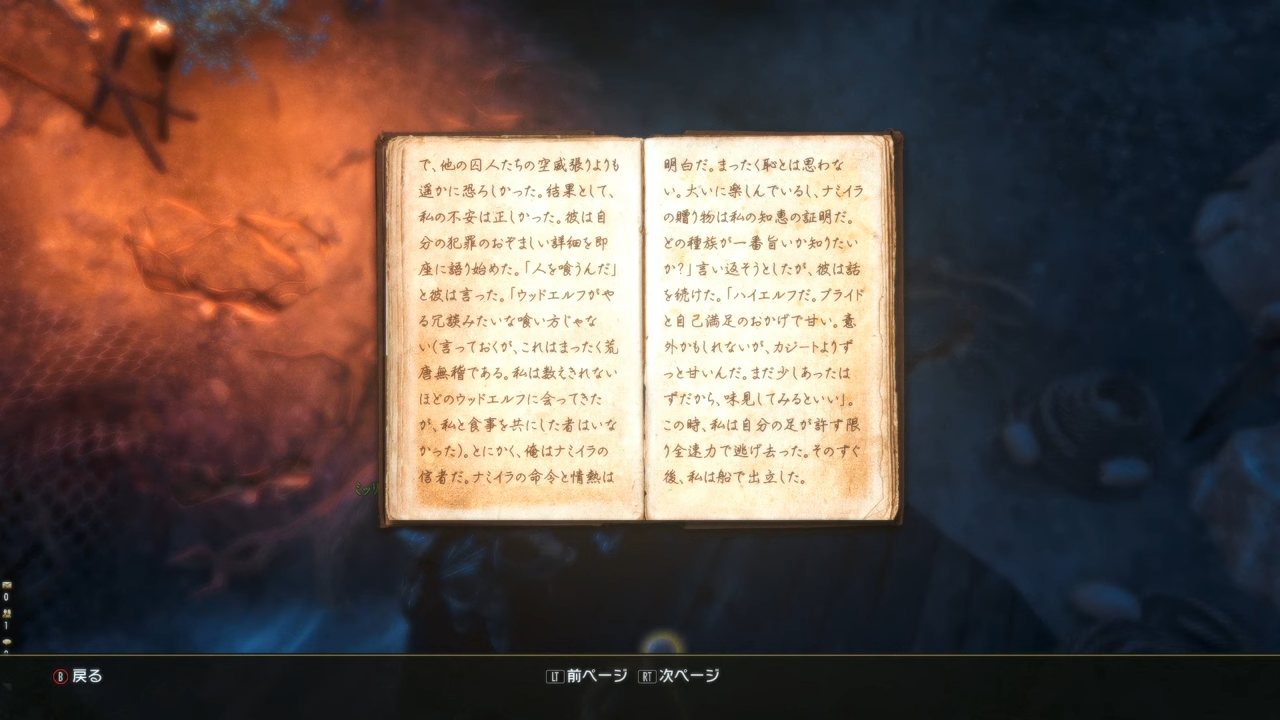 で、他の囚人たちの空威張りよりも
遥かに恐ろしかった。結果として、
私の不安は正しかった。彼は自
分の犯罪のおぞましい詳細を即
座に語り始めた。「人を喰うんだ」
と彼は言った。「ウッドエルフがや
る冗談みたいな喰い方じゃな
い(言っておくが、これはまったく荒
唐無稽である。私は数えきれない
ほどのウッドエルフに会ってきた
が、私と食事を共にした者はいな
かった)。とにかく、俺はナミイラの
信者だ。ナミイラの命令と情熱は
明白だ。まったく恥とは思わな
い。大いに楽しんでいるし、ナミイラ
の贈り物は私の知恵の証明だ。
どの種族が一番旨いか知りたい
か?」言い返そうとしたが、彼は話
を続けた。「ハイエルフだ。プライド
と自己満足のおかげで甘い。意
外かもしれないが、カジートよりず
っと甘いんだ。まだ少しあったは
ずだから、味見してみるといい」。
この時、私は自分の足が許す限
り全速力で逃げ去った。そのすぐ
後、私は船で出立した。
0
1
B 戻る
LT 前ページ RT 次ページ